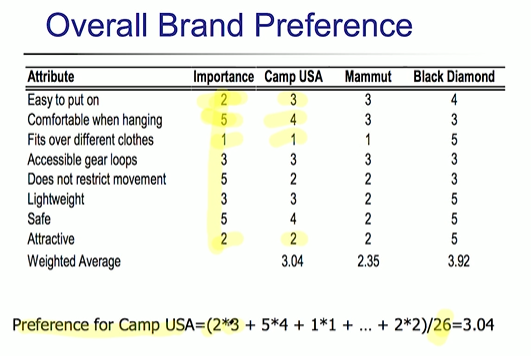 Overall Brand Preference
Attribute Importance Camp USA Mammut Black Diamond
Easy to put on 2 3 3 4
Comfortable when hanging 5 4 3 3
Fits over different clothes 1 1 1 5
Accessible gear loops 3 3 3 3
Does not restrict movement 5 2 2 3
Lightweight 3 3 2 5
Safe 5 4 2 5
Attractive 2 2 2 5
Weighted Average 3.04 2.35 3.92
Preference for Camp USA=(2*3 + 5*4 + 1*1 + ... + 2*2)/26=3.04